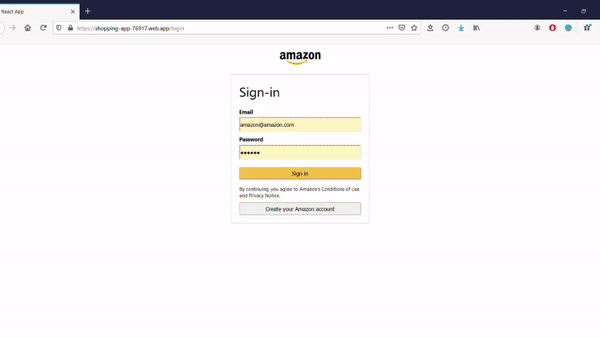 React App
https://shopping-app-76917.web.app/login
amazon
Sign-in
Email
amazon@amazon.com
Password
••••••
Sign in
By continuing, you agree to Amazon's Conditions of Use
and Privacy Notice.
Create your Amazon account